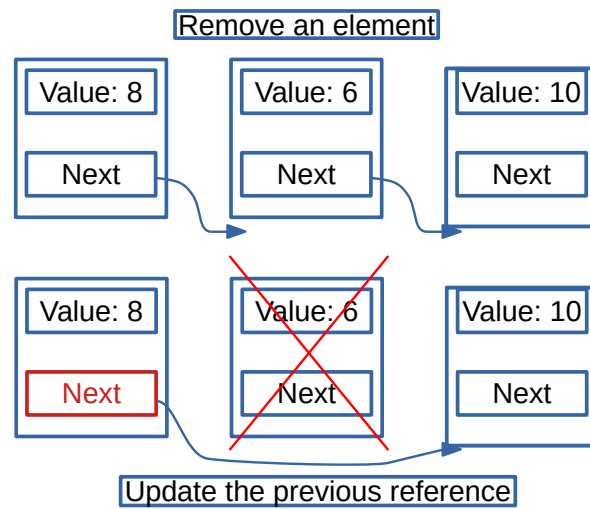 Remove an element
Value: 8
Value: 6
Value: 10
Next
Next
Next
Value: 8
Value: 6
Value: 10
Next
Next
Next
Update the previous reference